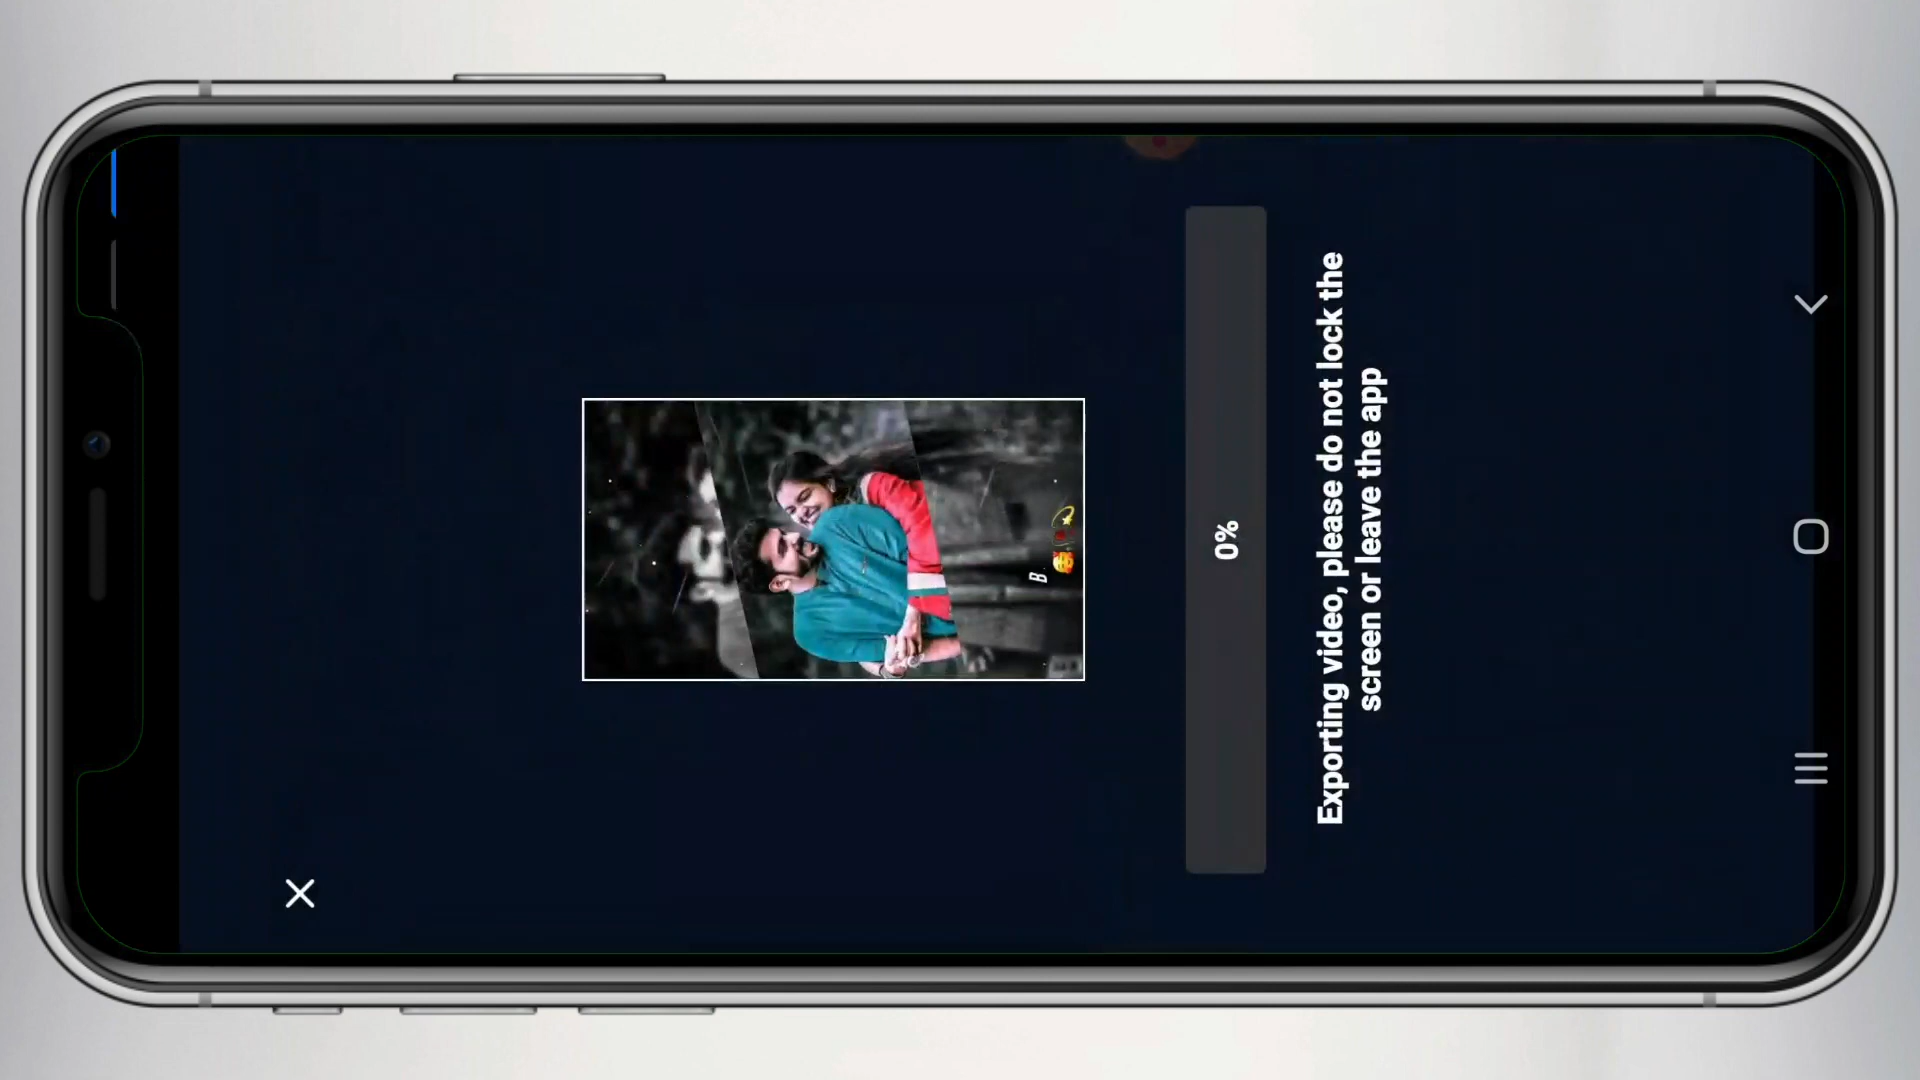 B
0%
Exporting video, please do not lock the
screen or leave the app